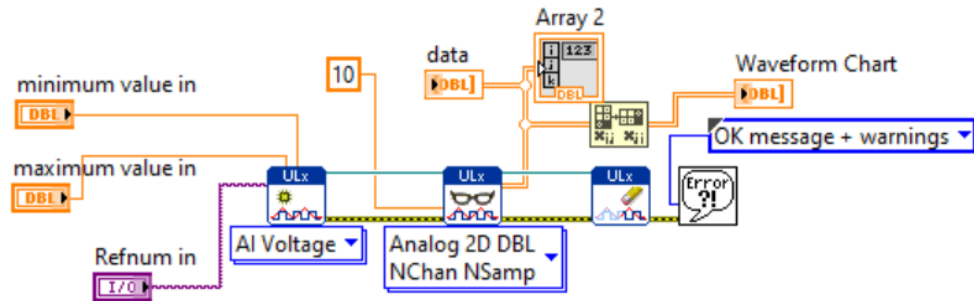 Array 2
data
i
123
j
k
DBL
10
DBL]
Waveform Chart
DBL]
minimum value in
DBL
OK message + warnings
maximum value in
DBL
ULx
ULx
ULx
Error
?!
AI Voltage
Analog 2D DBL
NChan NSamp
Refnum in
I/O